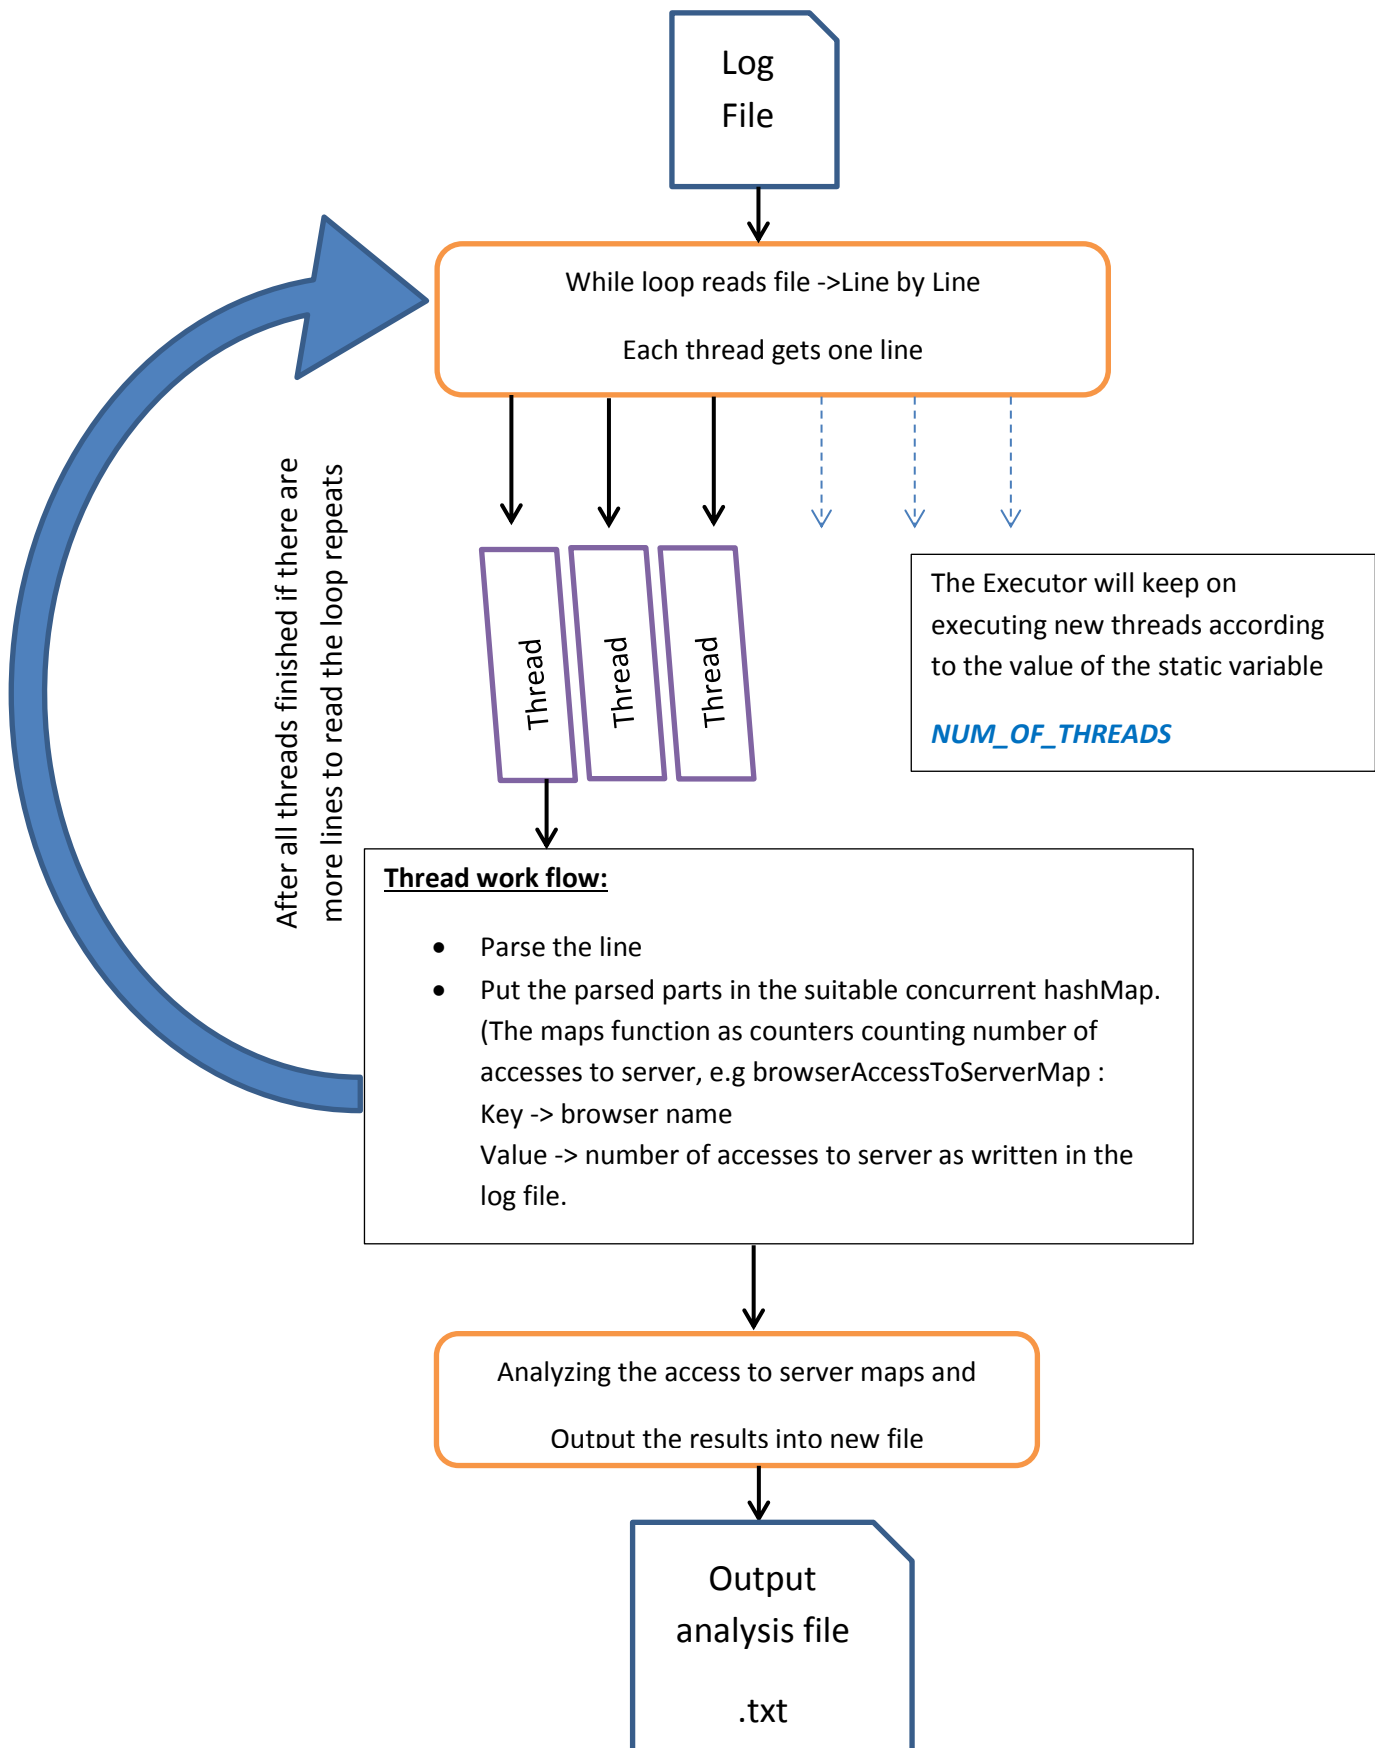 Log
File
While loop reads file ->Line by Line
Each thread gets one line
After all threads finished if there are
more lines to read the loop repeats
Thread
Thread
Thread
The Executor will keep on
executing new threads according
to the value of the static variable
NUM_OF_THREADS
Thread work flow:
• Parse the line
• Put the parsed parts in the suitable concurrent hashMap.
(The maps function as counters counting number of
accesses to server, e.g browserAccessToServerMap :
Key -> browser name
Value -> number of accesses to server as written in the
log file.
Analyzing the access to server maps and
Output the results into new file
Output
analysis file
.txt